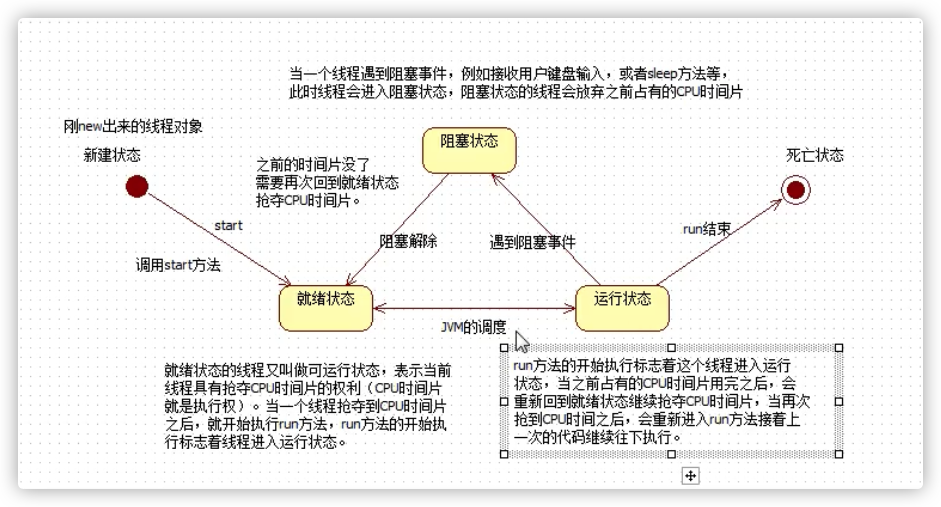 当一个线程遇到阻塞事件，例如接收用户键盘输入，或者sleep方法等，
此时线程会进入阻塞状态，阻塞状态的线程会放弃之前占有的CPU时间片
刚new出来的线程对象
新建状态
阻塞状态
死亡状态
之前的时间片没了
需要再次回到就绪状态
抢夺CPU时间片。
start
调用start方法
阻塞解除
遇到阻塞事件
run结束
就绪状态
运行状态
JVM的调度
就绪状态的线程又叫做可运行状态，表示当前
线程具有抢夺CPU时间片的权利（CPU时间片
就是执行权）。当一个线程抢夺到CPU时间片
之后，就开始执行run方法，run方法的开始执
行标志着线程进入运行状态。
run方法的开始执行标志着这个线程进入运行
状态，当之前占有的CPU时间片用完之后，会
重新回到就绪状态继续抢夺CPU时间片，当再次
抢到CPU时间之后，会重新进入run方法接着上
一次的代码继续往下执行。